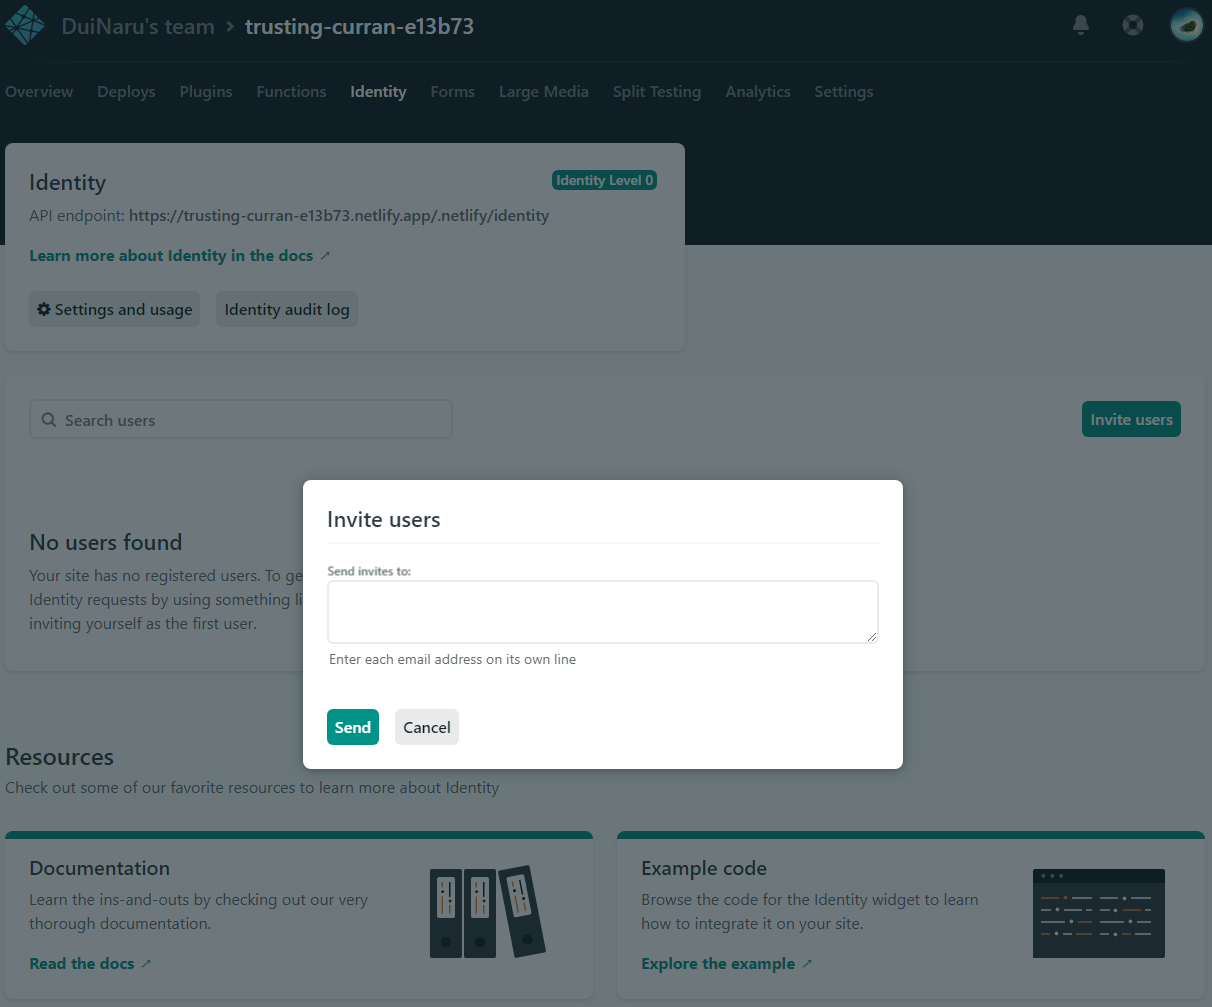 DuiNaru's team > trusting-curran-e13b73
Overview Deploys Plugins Functions Identity Forms Large Media Split Testing Analytics Settings
Identity
Identity Level 0
API endpoint: https://trusting-curran-e13b73.netlify.app/.netlify/identity
Learn more about Identity in the docs ↗
Settings and usage Identity audit log
Search users
Invite users
No users found
Your site has no registered users. To ge
Identity requests by using something li
inviting yourself as the first user.
Invite users
Send invites to:
Enter each email address on its own line
Send Cancel
Resources
Check out some of our favorite resources to learn more about Identity
Documentation
Learn the ins-and-outs by checking out our very
thorough documentation.
Read the docs ↗
Example code
Browse the code for the Identity widget to learn
how to integrate it on your site.
Explore the example ↗